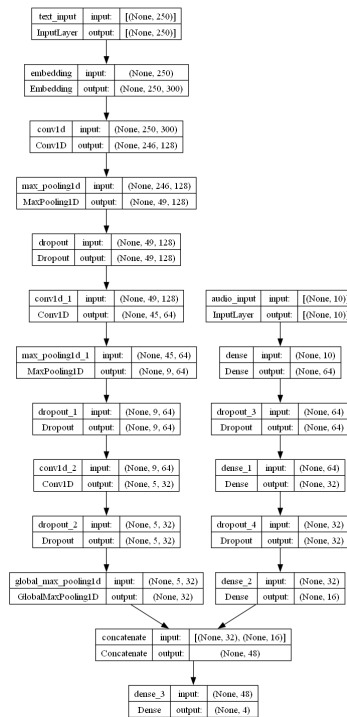 text_input input: [(None, 250)]
InputLayer output: [(None, 250)]
embedding input: (None, 250)
Embedding output: (None, 250, 300)
conv1d input: (None, 250, 300)
Conv1D output: (None, 246, 128)
max_pooling1d input: (None, 246, 128)
MaxPooling1D output: (None, 49, 128)
dropout input: (None, 49, 128)
Dropout output: (None, 49, 128)
conv1d_1 input: (None, 49, 128)
Conv1D output: (None, 45, 64)
max_pooling1d_1 input: (None, 45, 64)
MaxPooling1D output: (None, 9, 64)
dropout_1 input: (None, 9, 64)
Dropout output: (None, 9, 64)
conv1d_2 input: (None, 9, 64)
Conv1D output: (None, 5, 32)
dropout_2 input: (None, 5, 32)
Dropout output: (None, 5, 32)
global_max_pooling1d input: (None, 5, 32)
GlobalMaxPooling1D output: (None, 32)
audio_input input: [(None, 10)]
InputLayer output: [(None, 10)]
dense input: (None, 10)
Dense output: (None, 64)
dropout_3 input: (None, 64)
Dropout output: (None, 64)
dense_1 input: (None, 64)
Dense output: (None, 32)
dropout_4 input: (None, 32)
Dropout output: (None, 32)
dense_2 input: (None, 32)
Dense output: (None, 16)
concatenate input: [(None, 32), (None, 16)]
Concatenate output: (None, 48)
dense_3 input: (None, 48)
Dense output: (None, 4)